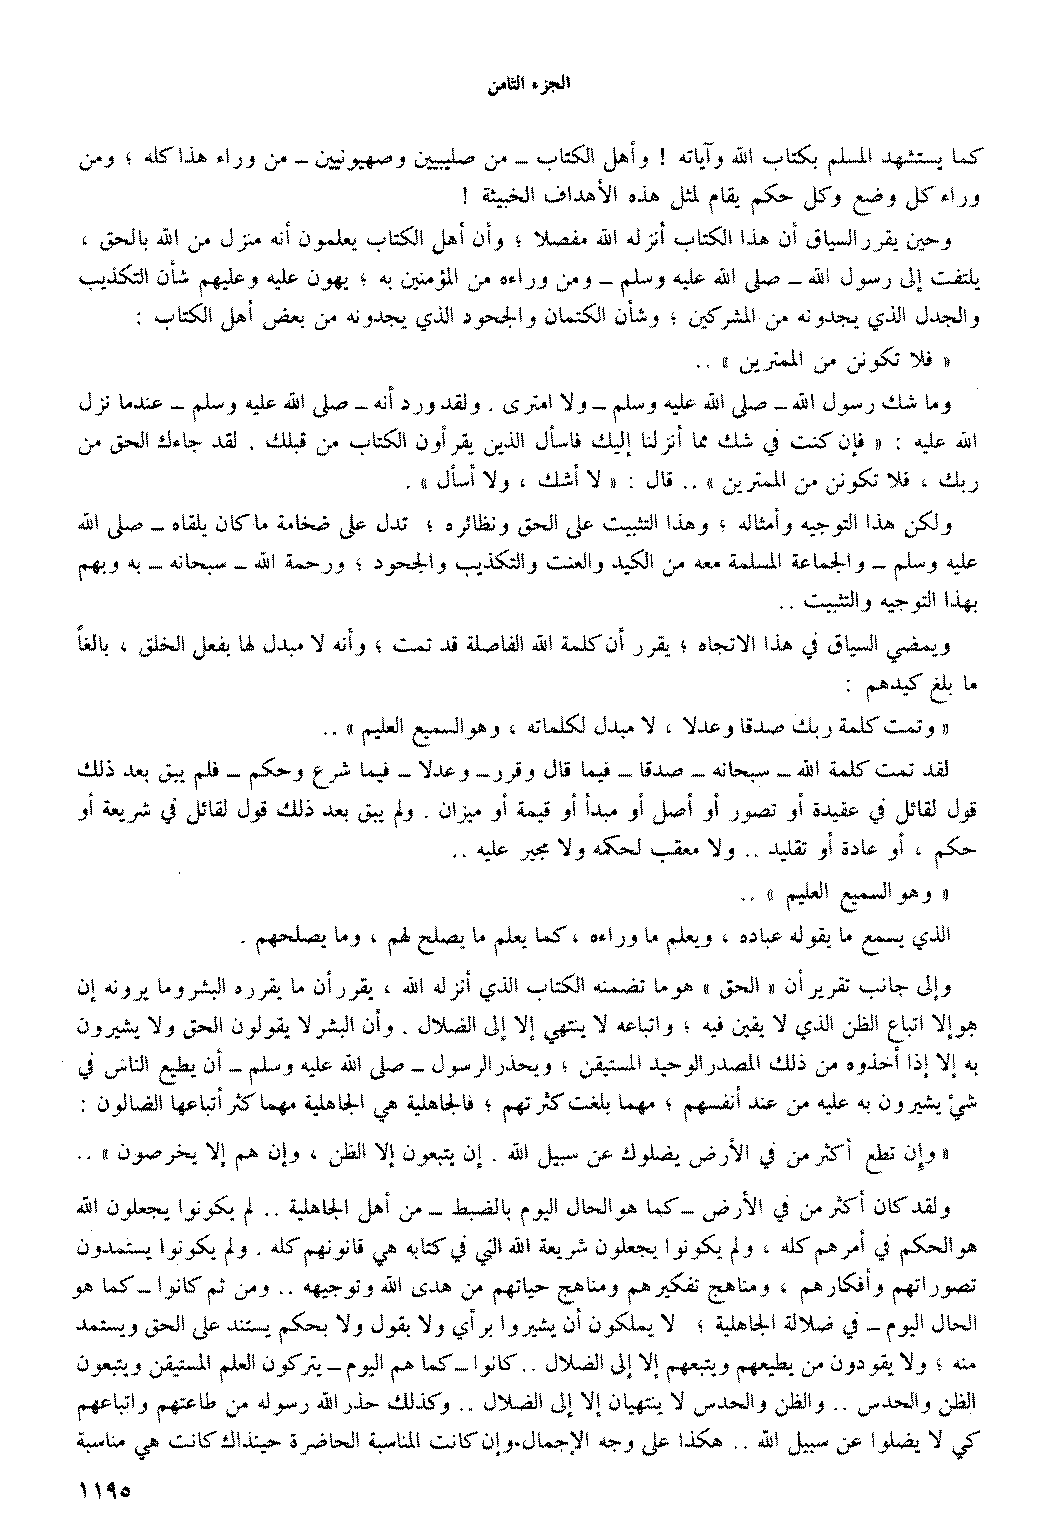 الجزء الثامن
كما يستشهد المسلم بكتاب الله وآياته ! وأهل الكتاب – من صليبيين وصهيونيين – من وراء هذا كله ؛ ومن
وراء كل وضع وكل حكم يقام لمثل هذه الأهداف الخبيثة !
وحين يقرر السياق أن هذا الكتاب أنزله الله مفصلا ؛ وأن أهل الكتاب يعلمون أنه منزل من الله بالحق ،
يلتفت إلى رسول الله – صلى الله عليه وسلم – ومن وراءه من المؤمنين به ؛ يهون عليه وعليهم شأن التكذيب
والجدل الذي يجدونه من المشركين ؛ وشأن الكتمان والجحود الذي يجدونه من بعض أهل الكتاب :
« فلا تكونن من الممترين » ..
وما شك رسول الله – صلى الله عليه وسلم – ولا امترى . ولقد ورد أنه – صلى الله عليه وسلم – عندما نزل
الله عليه : « فإن كنت في شك مما أنزلنا إليك فاسأل الذين يقرأون الكتاب من قبلك . لقد جاءك الحق من
ربك ، فلا تكونن من الممترين » .. قال : « لا أشك ، ولا أسأل » .
ولكن هذا التوجيه وأمثاله ؛ وهذا التثبيت على الحق ونظائره ؛ تدل على ضخامة ما كان يلقاه – صلى الله
عليه وسلم – والجماعة المسلمة معه من الكيد والعنت والتكذيب والجحود ؛ ورحمة الله – سبحانه – به وبهم
بهذا التوجيه والتثبيت ..
ويمضي السياق في هذا الاتجاه ؛ يقرر أن كلمة الله الفاصلة قد تمت ؛ وأنه لا مبدل لها بفعل الخلق ، بالغاً
ما بلغ كيدهم :
« وتمت كلمة ربك صدقا وعدلا ، لا مبدل لكلماته ، وهو السميع العليم » ..
لقد تمت كلمة الله – سبحانه – صدقا – فيما قال وقرر – وعدلا – فيما شرع وحكم – فلم يبق بعد ذلك
قول لقائل في عقيدة أو تصور أو أصل أو مبدأ أو قيمة أو ميزان . ولم يبق بعد ذلك قول لقائل في شريعة أو
حكم ، أو عادة أو تقليد .. ولا معقب لحكمه ولا مجير عليه ..
« وهو السميع العليم » ..
الذي يسمع ما يقوله عباده ، ويعلم ما وراءه ، كما يعلم ما يصلح لهم ، وما يصلحهم .
وإلى جانب تقرير أن « الحق » هو ما تضمنه الكتاب الذي أنزله الله ، يقرر أن ما يقرره البشر وما يرونه إن
هو إلا اتباع الظن الذي لا يقين فيه ؛ واتباعه لا ينتهي إلا إلى الضلال . وأن البشر لا يقولون الحق ولا يشيرون
به إلا إذا أخذوه من ذلك المصدر الوحيد المستيقن ؛ ويحذر الرسول – صلى الله عليه وسلم – أن يطيع الناس في
شيء يشيرون به عليه من عند أنفسهم ؛ مهما بلغت كثرتهم ؛ فالجاهلية هي الجاهلية مهما كثر أتباعها الضالون :
« وإن تطع أكثر من في الأرض يضلوك عن سبيل الله . إن يتبعون إلا الظن ، وإن هم إلا يخرصون » ..
ولقد كان أكثر من في الأرض – كما هو الحال اليوم بالضبط – من أهل الجاهلية .. لم يكونوا يجعلون الله
هو الحكم في أمرهم كله ، ولم يكونوا يجعلون شريعة الله التي في كتابه هي قانونهم كله . ولم يكونوا يستمدون
تصوراتهم وأفكارهم ، ومناهج تفكيرهم ومناهج حياتهم من هدى الله وتوجيهه .. ومن ثم كانوا – كما هو
الحال اليوم – في ضلالة الجاهلية ؛ لا يملكون أن يشيروا برأي ولا بقول ولا بحكم يستند على الحق ويستمد
منه ؛ ولا يقودون من يطيعهم ويتبعهم إلا إلى الضلال .. كانوا – كما هم اليوم – يتركون العلم المستيقن ويتبعون
الظن والحدس .. والظن والحدس لا ينتهيان إلا إلى الضلال .. وكذلك حذر الله رسوله من طاعتهم واتباعهم
كي لا يضلوا عن سبيل الله .. هكذا على وجه الإجمال. وإن كانت المناسبة الحاضرة حينذاك كانت هي مناسبة
١١٩٥